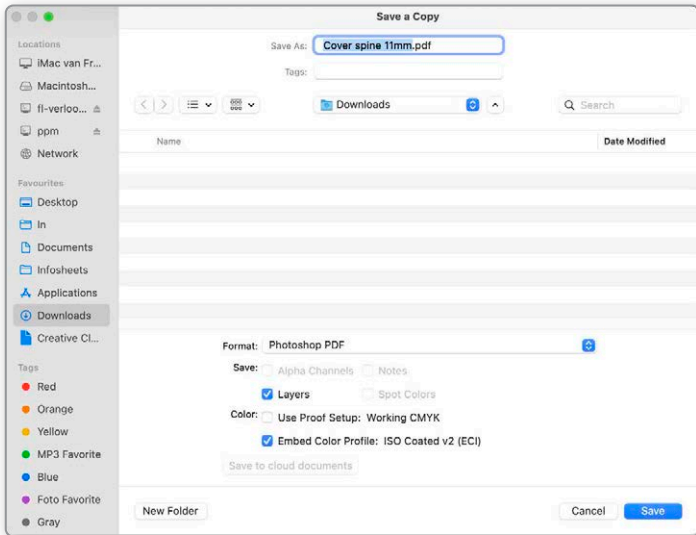 Save a Copy
Locations
iMac van Fr...
Macintosh...
fl-verloo...
ppm
Network
Favourites
Desktop
In
Documents
Infosheets
Applications
Downloads
Creative Cl...
Tags
Red
Orange
Yellow
MP3 Favorite
Blue
Foto Favorite
Gray
Save As: Cover spine 11mm.pdf
Tags:
Downloads
Search
Name Date Modified
Format: Photoshop PDF
Save: Alpha Channels Notes
Layers Spot Colors
Color: Use Proof Setup: Working CMYK
Embed Color Profile: ISO Coated v2 (ECI)
Save to cloud documents
New Folder Cancel Save